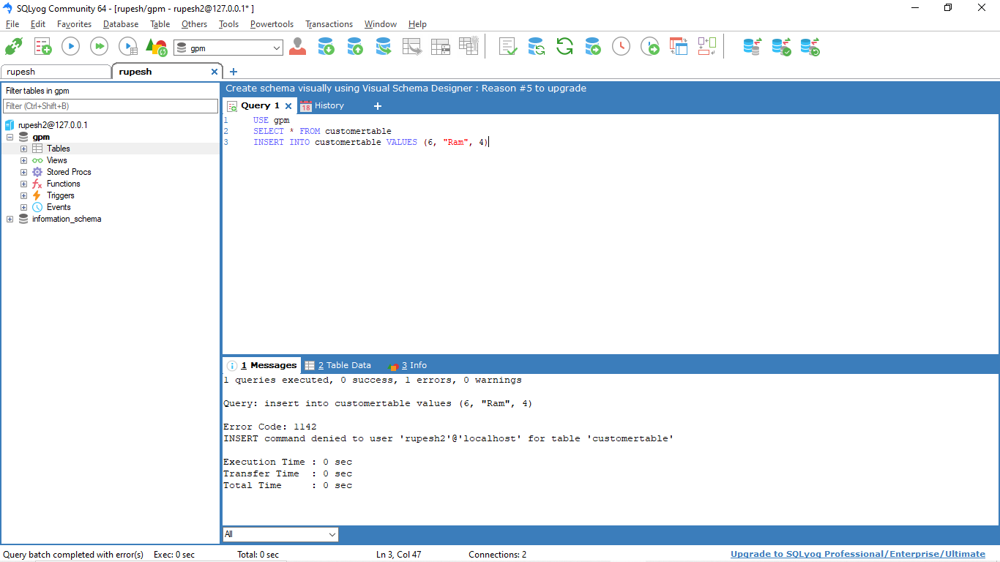 SQLyog Community 64 - [rupesh/gpm - rupesh2@127.0.0.1* ]
File Edit Favorites Database Table Others Tools Powertools Transactions Window Help
gpm
rupesh
rupesh
Filter tables in gpm
Filter (Ctrl+Shift+B)
rupesh2@127.0.0.1
gpm
Tables
Views
Stored Procs
Functions
Triggers
Events
information_schema
Create schema visually using Visual Schema Designer : Reason #5 to upgrade
Query 1
18 History
1 USE gpm
2 SELECT * FROM customertable
3 INSERT INTO customertable VALUES (6, "Ram", 4)
1 Messages 2 Table Data 3 Info
1 queries executed, 0 success, 1 errors, 0 warnings
Query: insert into customertable values (6, "Ram", 4)
Error Code: 1142
INSERT command denied to user 'rupesh2'@'localhost' for table 'customertable'
Execution Time : 0 sec
Transfer Time : 0 sec
Total Time : 0 sec
All
Query batch completed with error(s) Exec: 0 sec Total: 0 sec Ln 3, Col 47 Connections: 2 Upgrade to SQLyog Professional/Enterprise/Ultimate